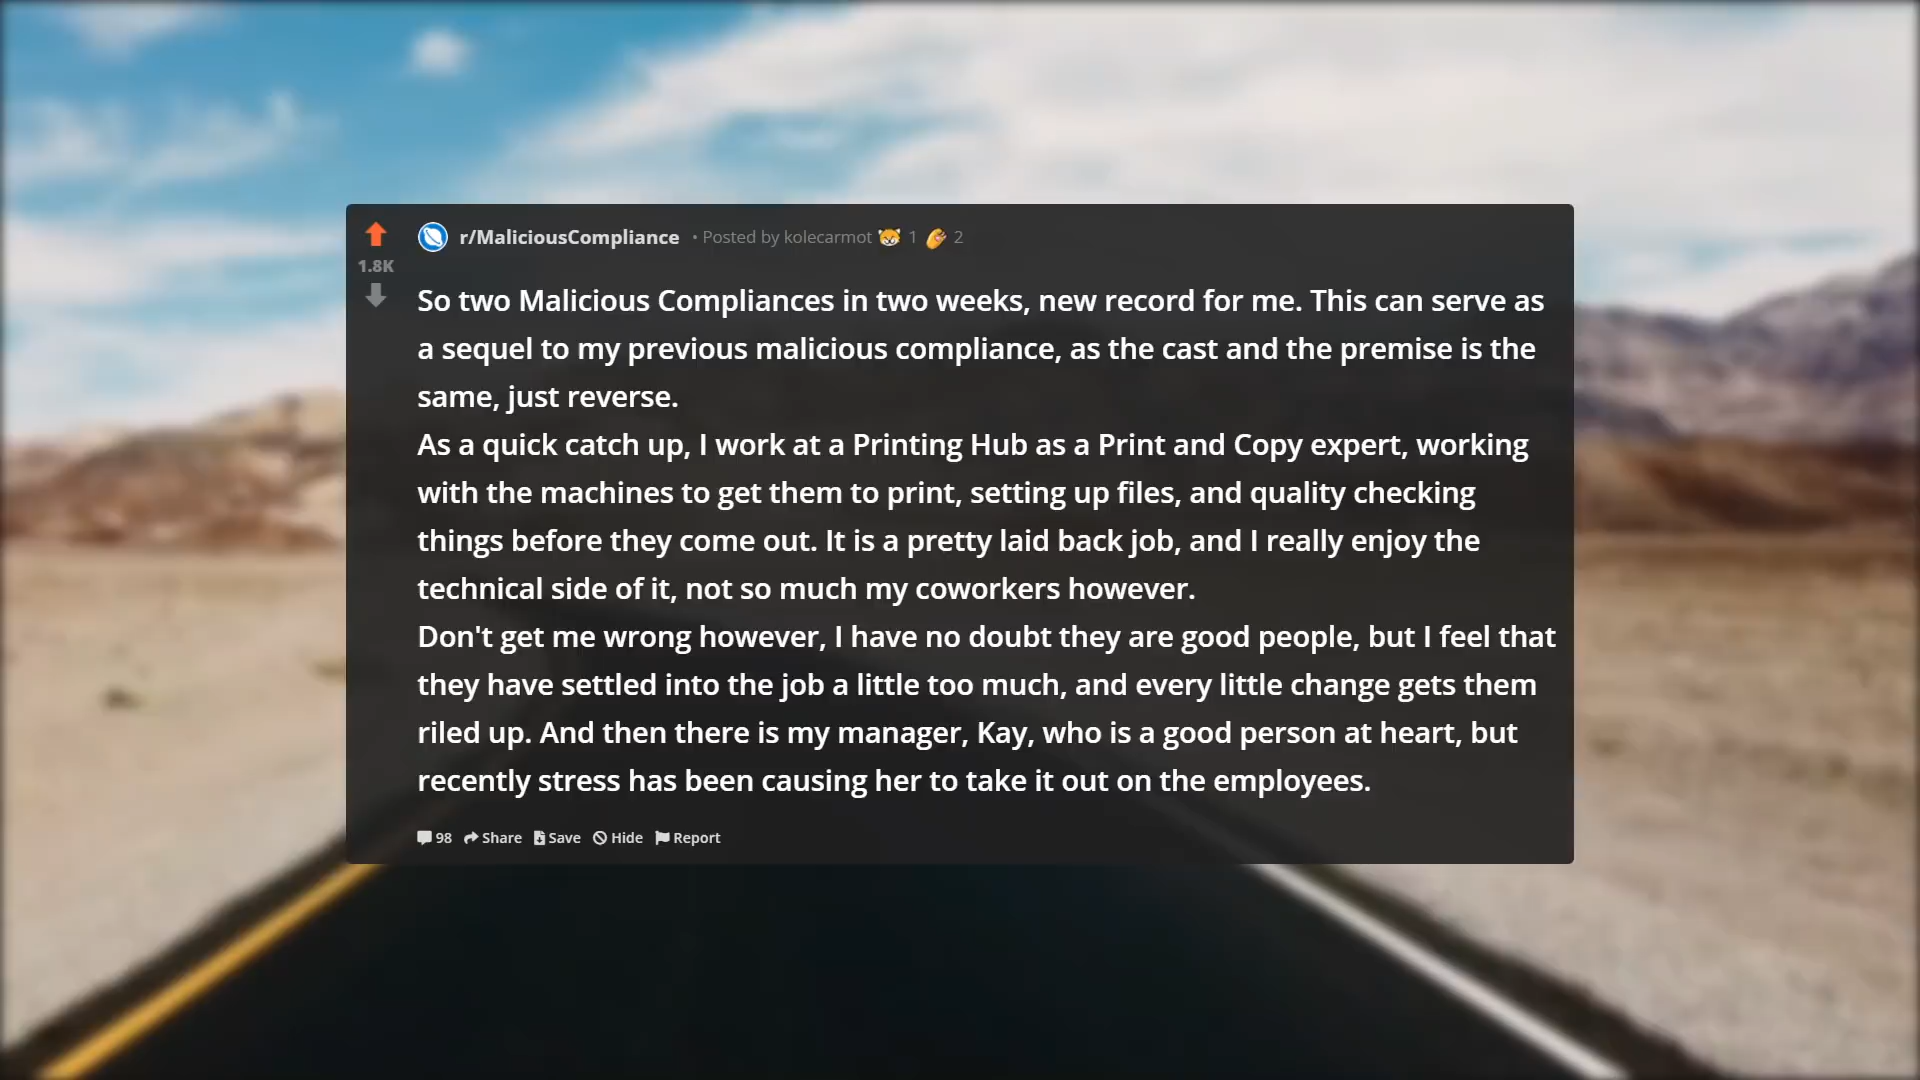 r/MaliciousCompliance • Posted by kolecarmot 1 2
1.8K
So two Malicious Compliances in two weeks, new record for me. This can serve as
a sequel to my previous malicious compliance, as the cast and the premise is the
same, just reverse.
As a quick catch up, I work at a Printing Hub as a Print and Copy expert, working
with the machines to get them to print, setting up files, and quality checking
things before they come out. It is a pretty laid back job, and I really enjoy the
technical side of it, not so much my coworkers however.
Don't get me wrong however, I have no doubt they are good people, but I feel that
they have settled into the job a little too much, and every little change gets them
riled up. And then there is my manager, Kay, who is a good person at heart, but
recently stress has been causing her to take it out on the employees.
98 Share Save Hide Report